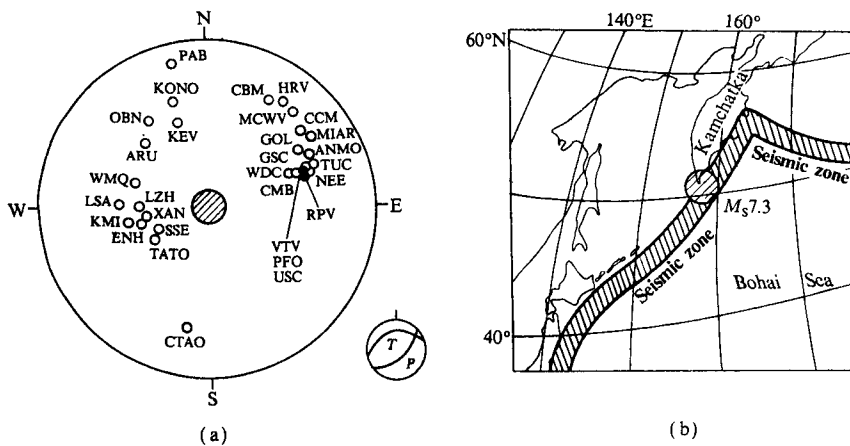 N
PAB
KONO
OBN
KEV
ARU
WMQ
LZH
LSA
XAN
KMI
SSE
ENH
TATO
CTAO
CBM
HRV
MCWV
CCM
GOL
MIAR
GSC
ANMO
WDC
TUC
CMB
NEE
RPV
VTV
PFO
USC
W
E
S
T
P
(a)
140°E
160°
60°N
Kamchatka
Seismic zone
Ms7.3
Seismic zone
Bohai Sca
40°
(b)